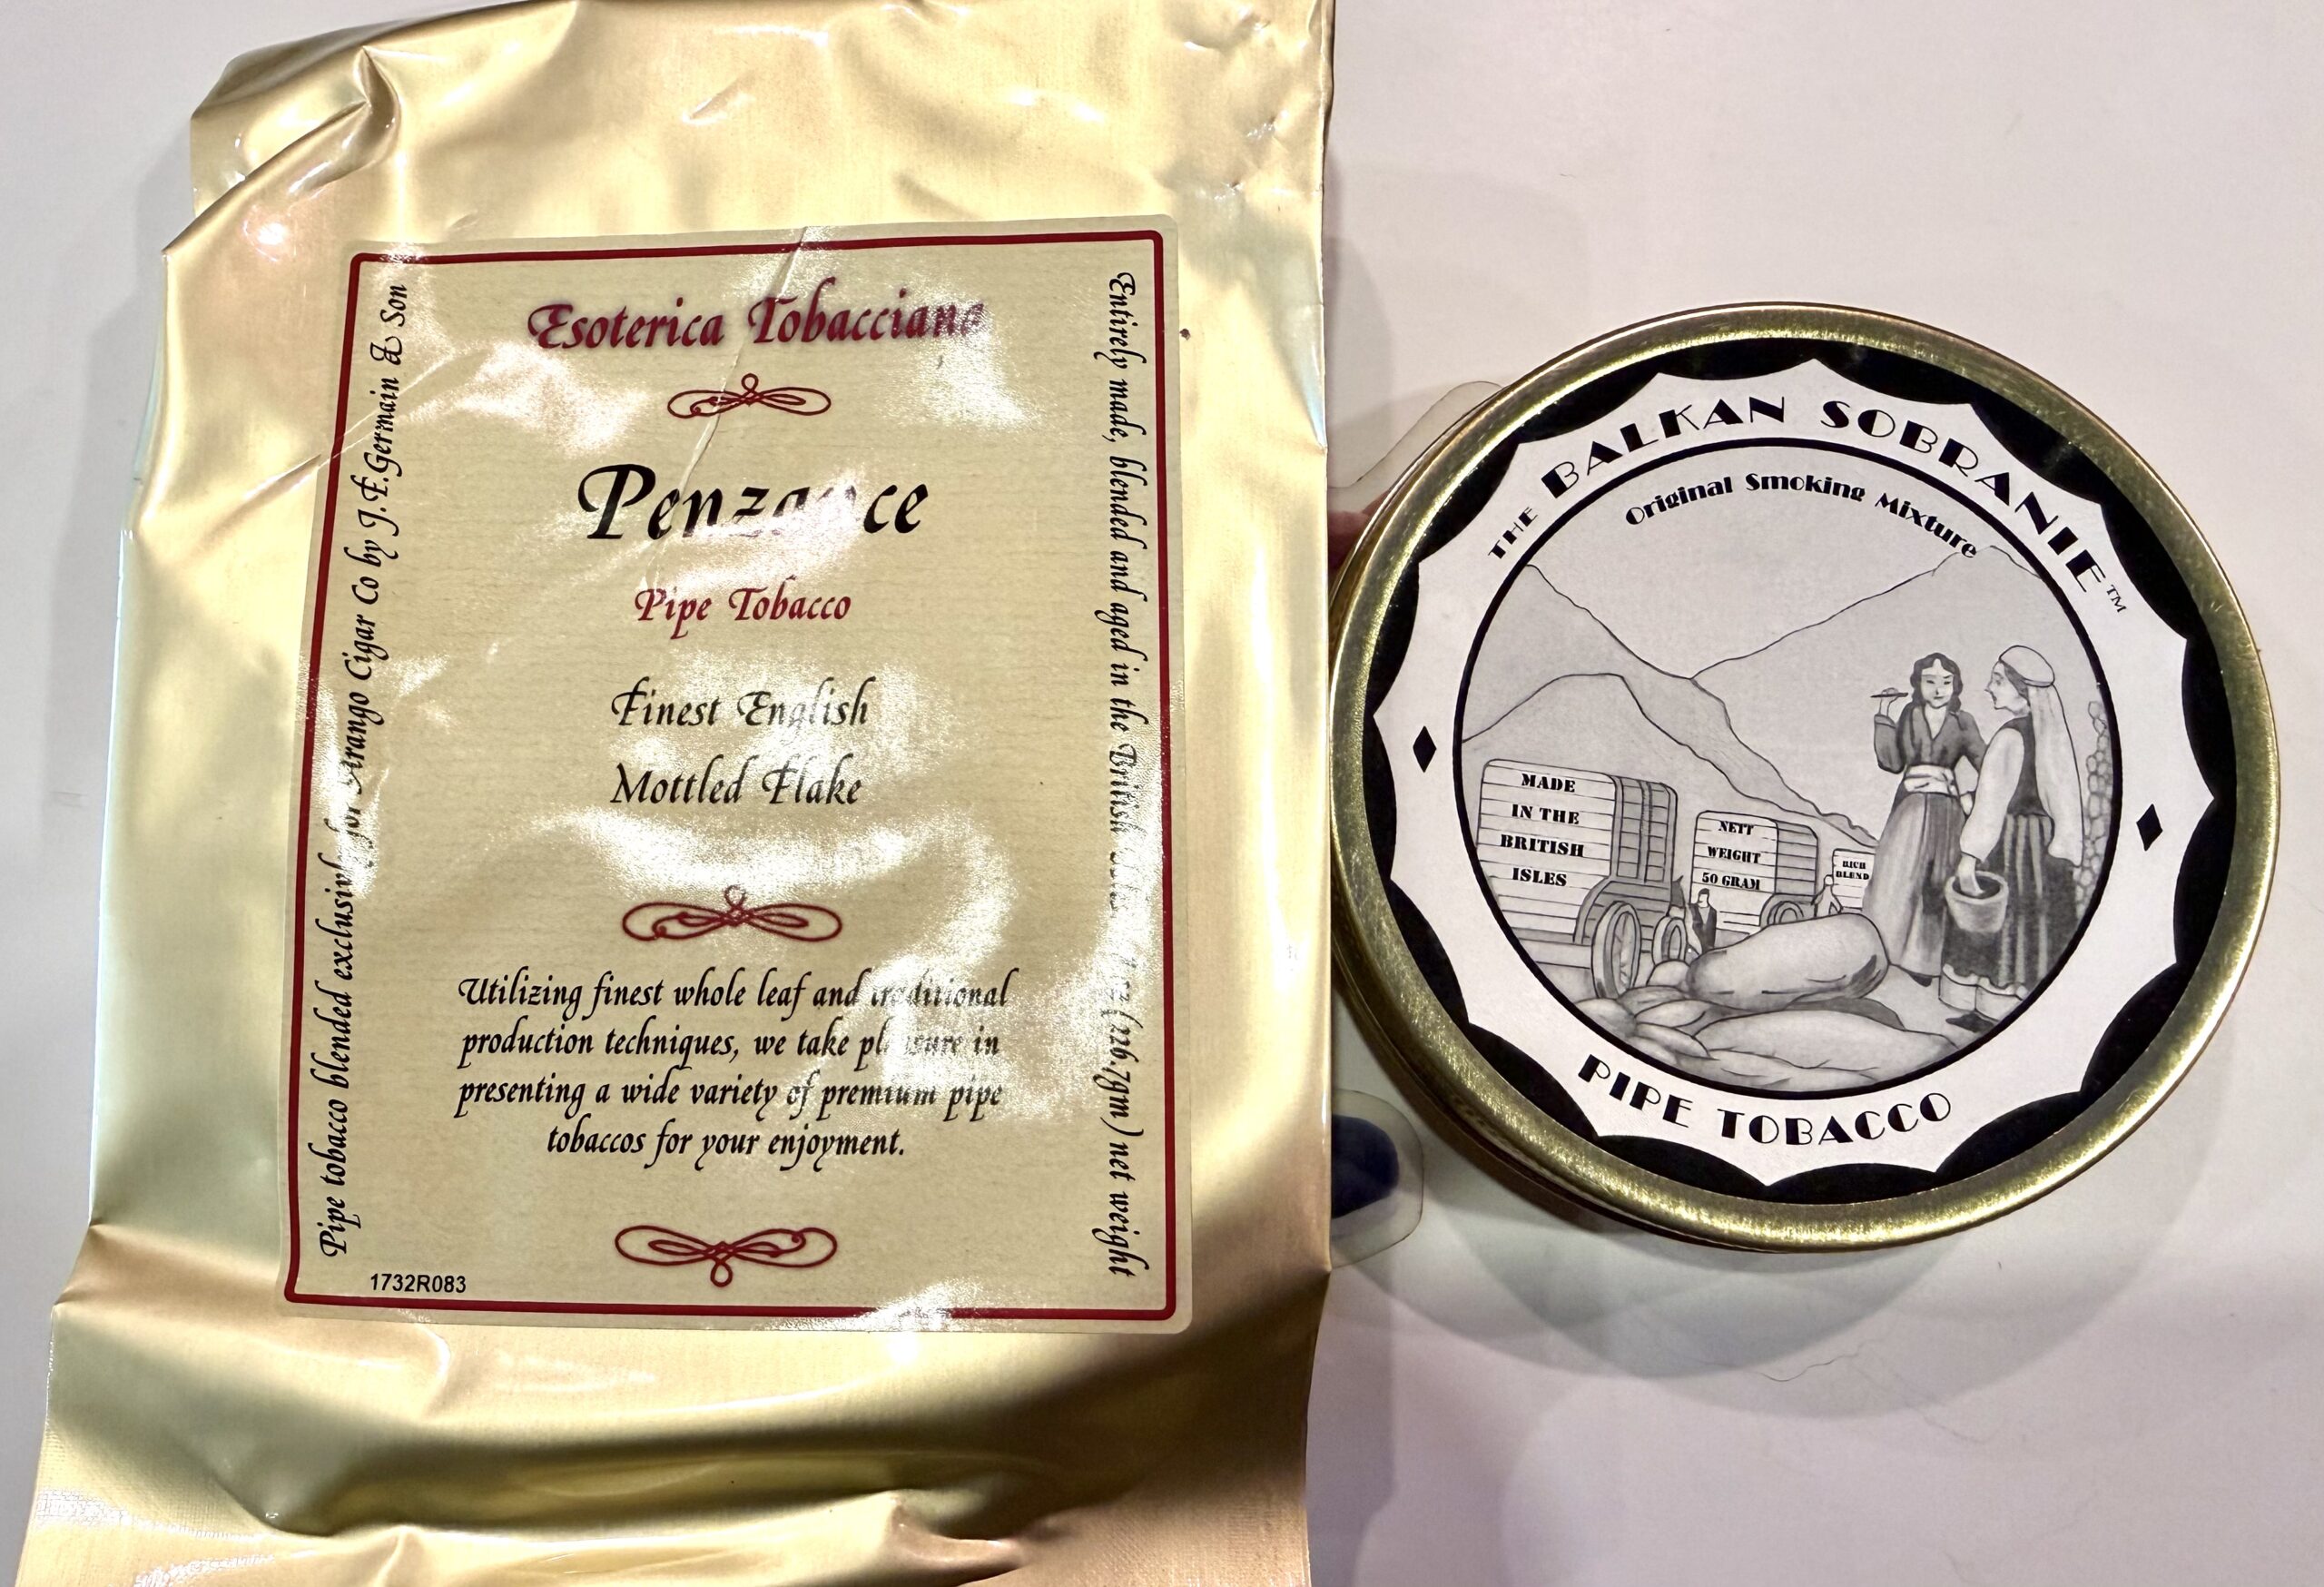 Esoterica Tobacciana
Penzance
Pipe Tobacco
Finest English
Mottled Flake
Utilizing finest whole leaf and traditional
production techniques, we take pleasure in
presenting a wide variety of premium pipe
tobaccos for your enjoyment.
1732R083
Pipe tobacco blended exclusively for Arango Cigar Co by J.F.Germain & Son
Entirely made, blended and aged in the British (226.7gm) net weight
THE BALKAN SOBRANIE™
Original Smoking Mixture
MADE
IN THE
BRITISH
ISLES
NETT
WEIGHT
50 GRAM
RICH
BLEND
PIPE TOBACCO